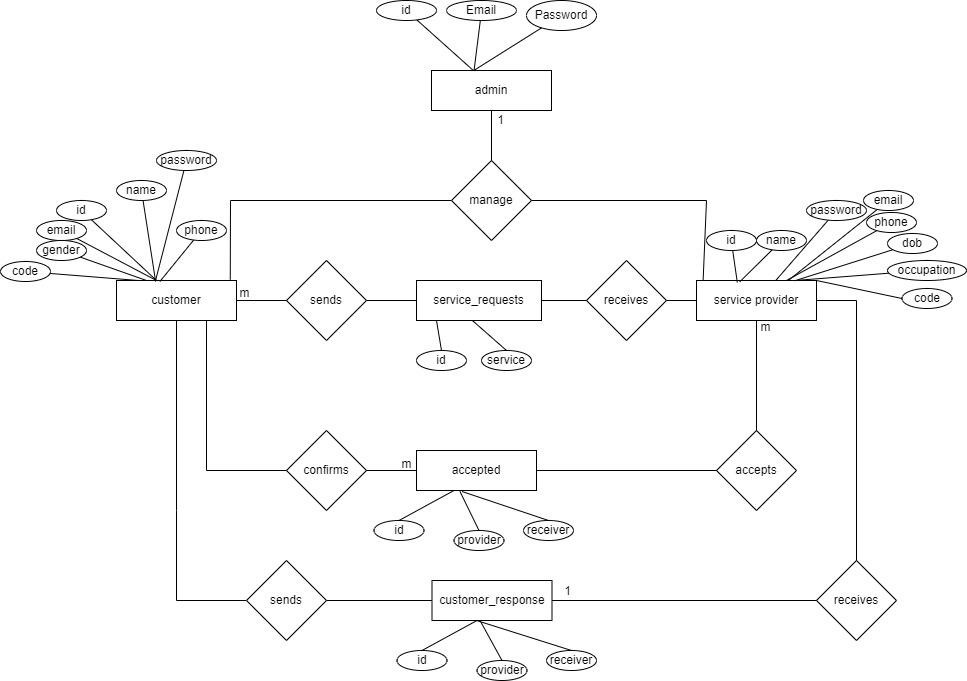 id
Email
Password
admin
1
manage
password
name
id
phone
email
gender
code
email
password
phone
id
name
dob
occupation
code
customer
m
sends
service_requests
receives
service provider
m
id
service
confirms
m
accepted
accepts
id
provider
receiver
sends
customer_response
1
receives
id
provider
receiver